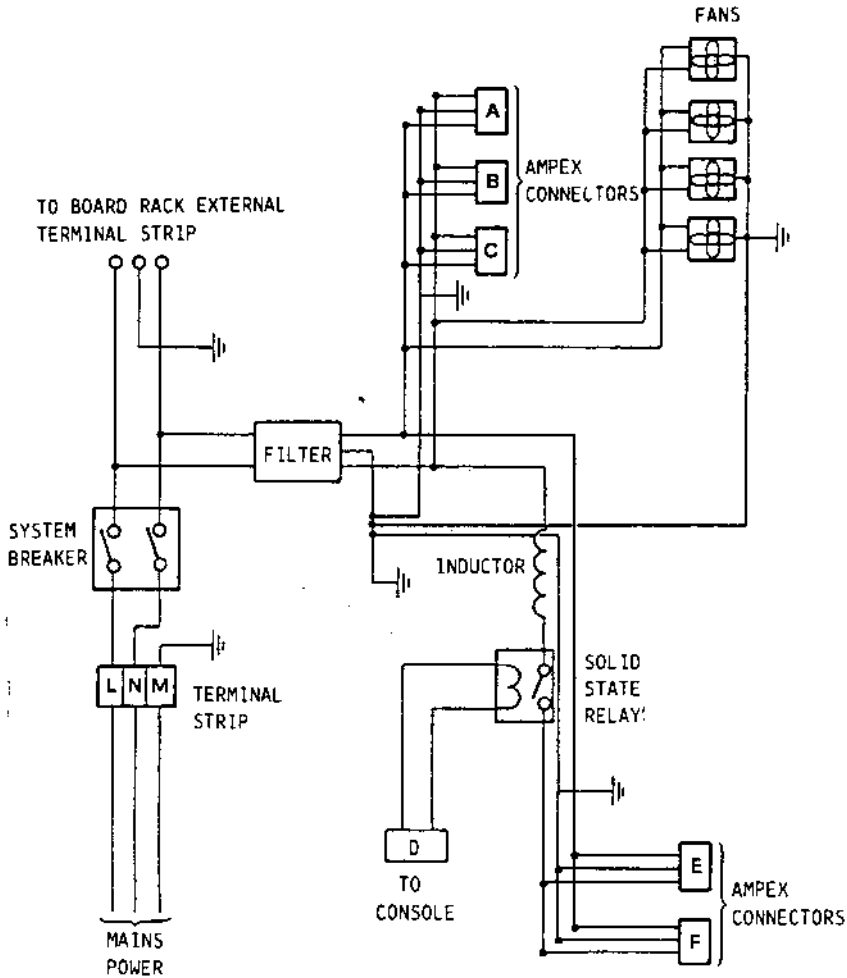 FANS
A
B
C
AMPEX
CONNECTORS
TO BOARD RACK EXTERNAL
TERMINAL STRIP
FILTER
SYSTEM
BREAKER
INDUCTOR
L N M
TERMINAL
STRIP
SOLID
STATE
RELAY
D
TO
CONSOLE
E
F
AMPEX
CONNECTORS
MAINS
POWER